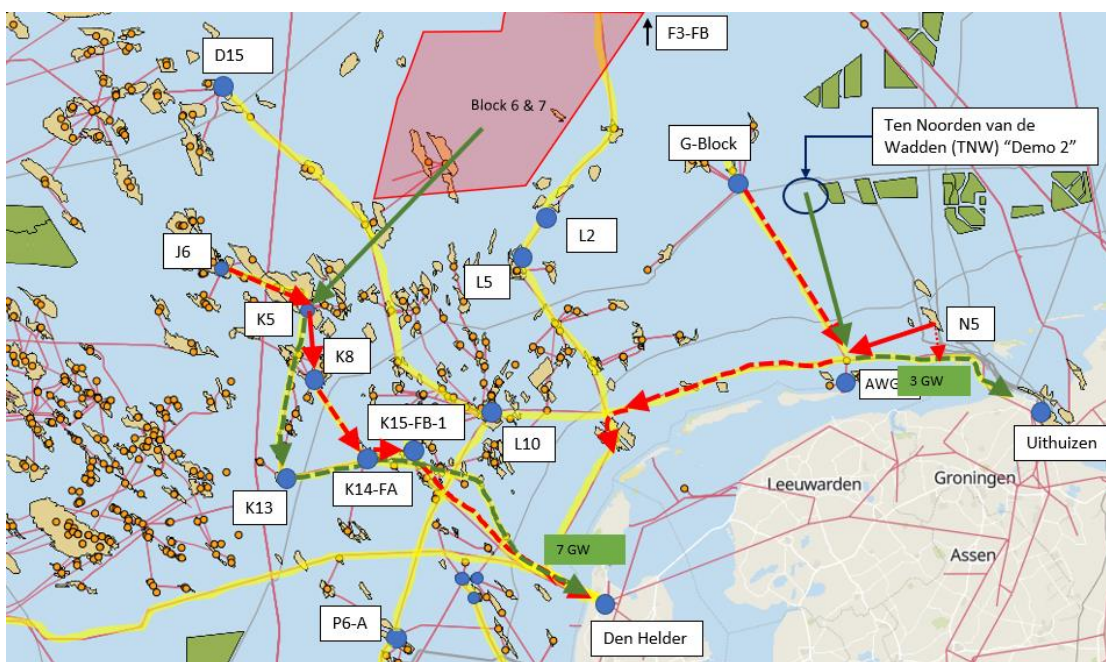 F3-FB
D15
Block 6 & 7
Ten Noorden van de
Wadden (TNW) "Demo 2"
G-Block
L2
J6
L5
K5
N5
K8
AWG
3 GW
K15-FB-1
L10
Uithuizen
K14-FA
K13
Leeuwarden
Groningen
7 GW
Assen
P6-A
Den Helder